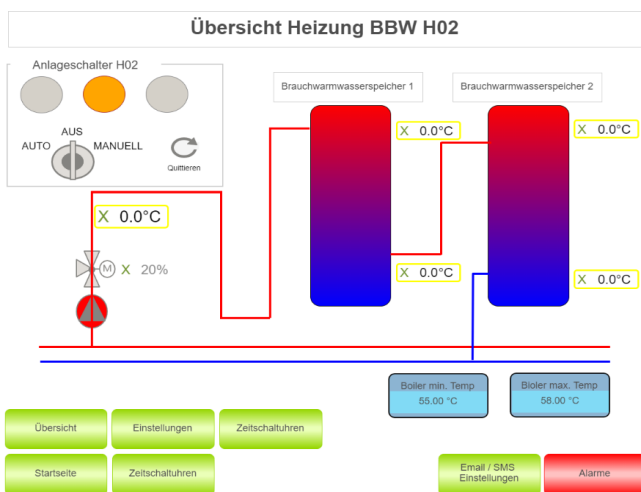 Übersicht Heizung BBW H02
Anlageschalter H02
AUS
AUTO
MANUELL
Quittieren
Brauchwarmwasserspeicher 1
Brauchwarmwasserspeicher 2
X 0.0°C
X 0.0°C
X 0.0°C
X 0.0°C
X 0.0°C
M X 20%
Boiler min. Temp
55.00 °C
Bioler max. Temp
58.00 °C
Übersicht
Einstellungen
Zeitschaltuhren
Startseite
Zeitschaltuhren
Email / SMS
Einstellungen
Alarme